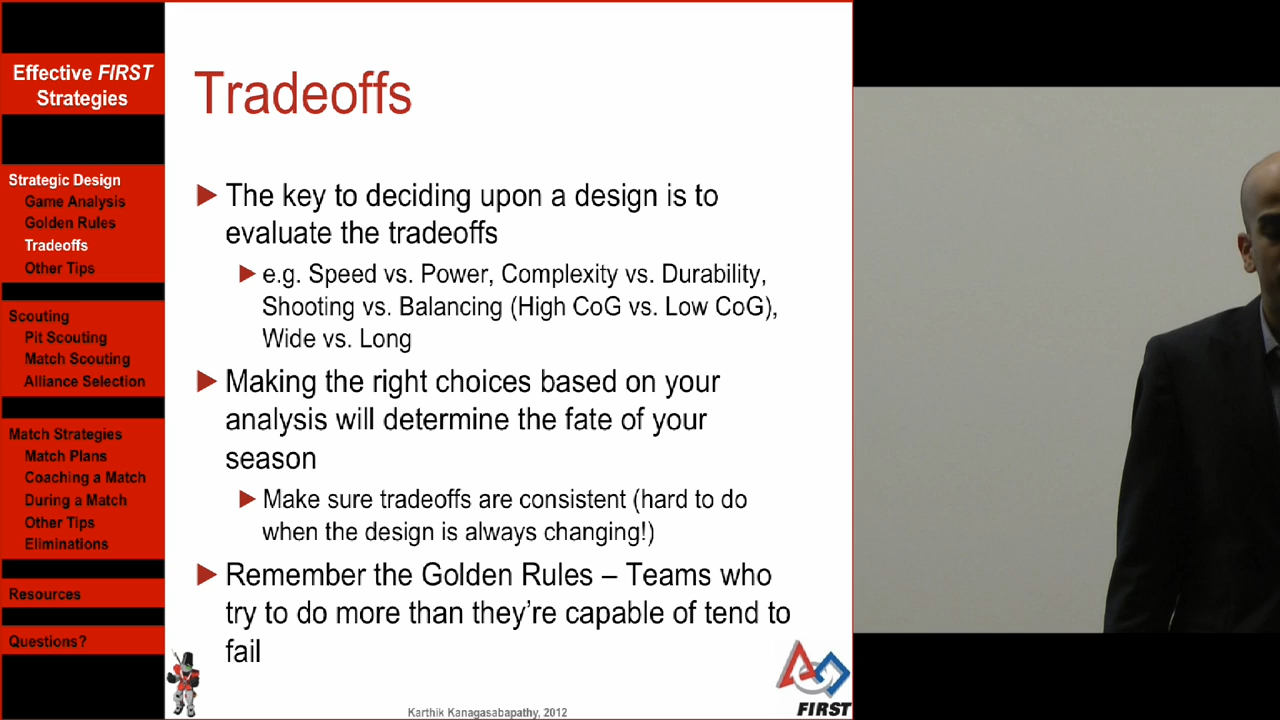 Effective FIRST
Strategies
Strategic Design
Game Analysis
Golden Rules
Tradeoffs
Other Tips
Scouting
Pit Scouting
Match Scouting
Alliance Selection
Match Strategies
Match Plans
Coaching a Match
During a Match
Other Tips
Eliminations
Resources
Questions?
Tradeoffs
The key to deciding upon a design is to
evaluate the tradeoffs
e.g. Speed vs. Power, Complexity vs. Durability,
Shooting vs. Balancing (High CoG vs. Low CoG),
Wide vs. Long
Making the right choices based on your
analysis will determine the fate of your
season
Make sure tradeoffs are consistent (hard to do
when the design is always changing!)
Remember the Golden Rules – Teams who
try to do more than they're capable of tend to
fail
Karthik Kanagasabapathy, 2012
FIRST